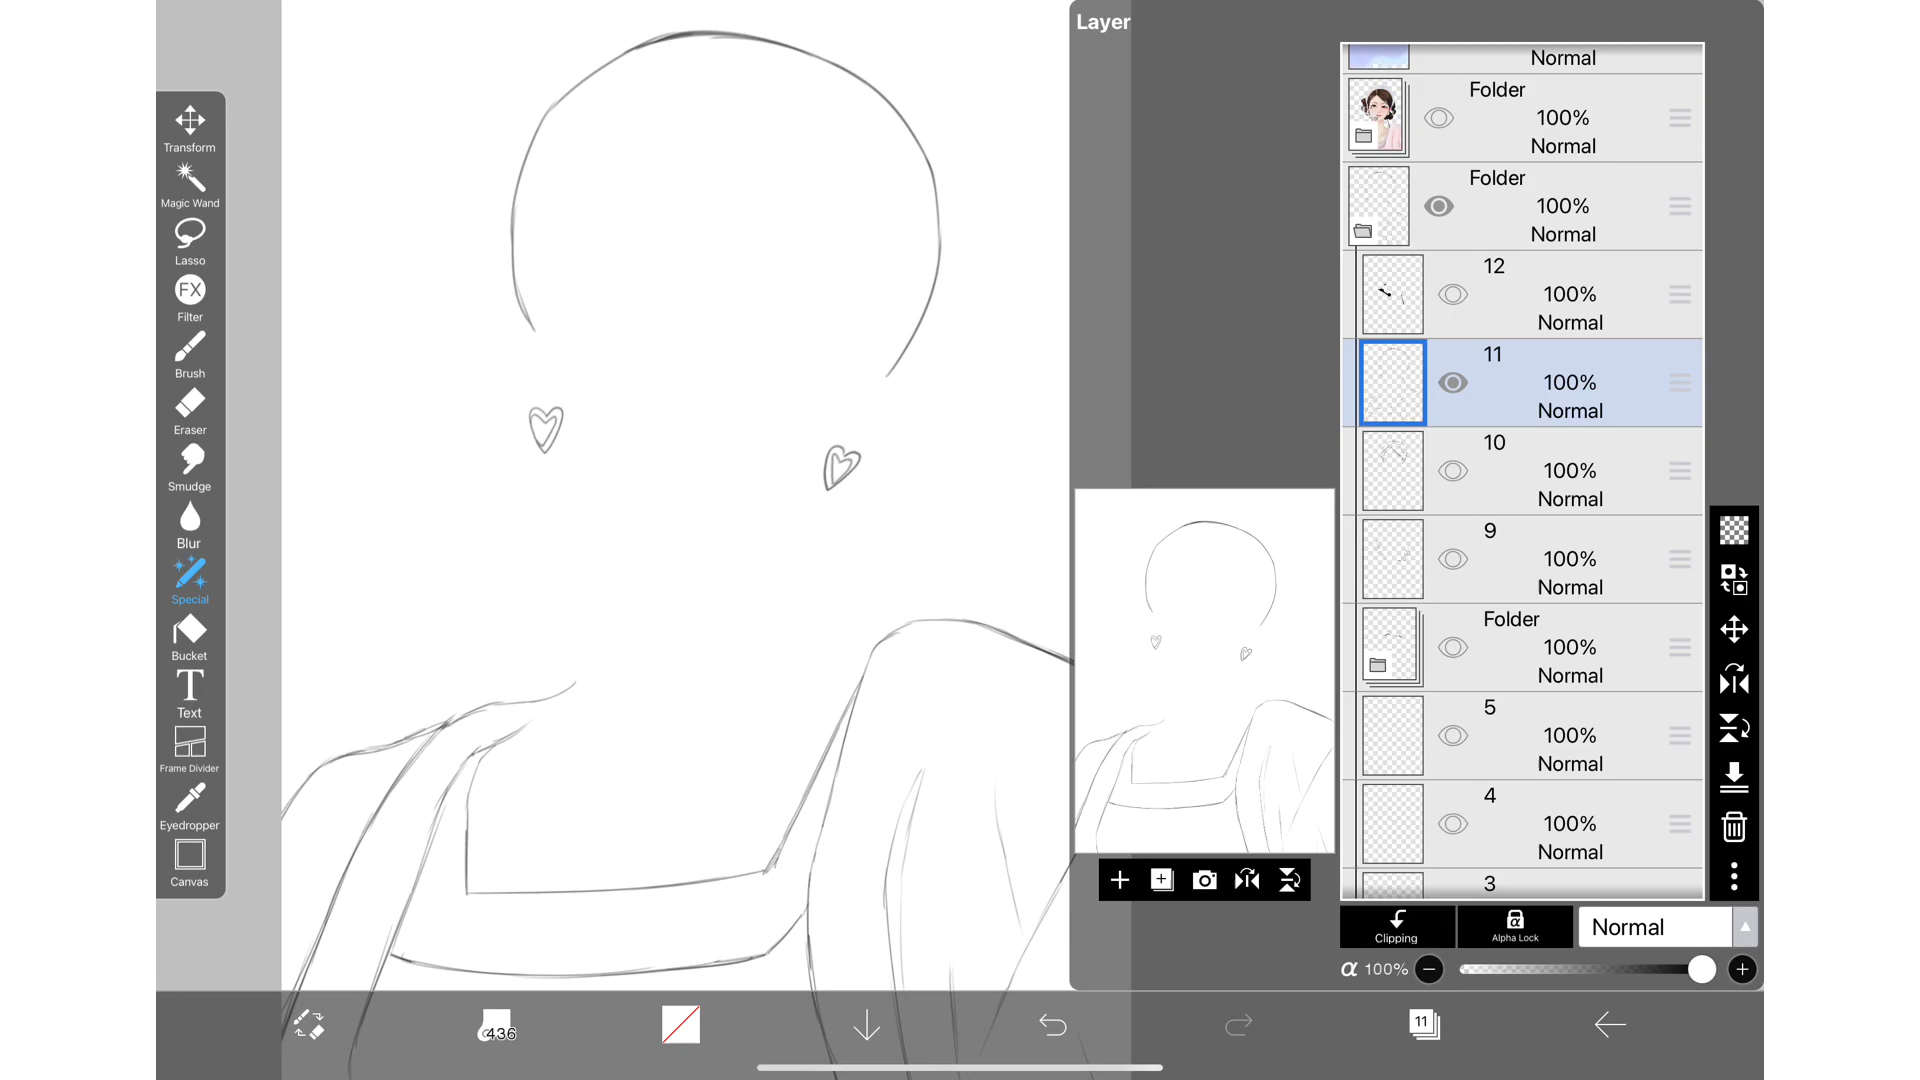 Transform
Magic Wand
Lasso
FX
Filter
Brush
Eraser
Smudge
Blur
Special
Bucket
T
Text
Frame Divider
Eyedropper
Canvas
Layer
Normal
Folder
100%
Normal
Folder
100%
Normal
12
100%
Normal
11
100%
Normal
10
100%
Normal
9
100%
Normal
Folder
100%
Normal
5
100%
Normal
4
100%
Normal
3
Clipping
α
Alpha Lock
Normal
α 100%
436
11